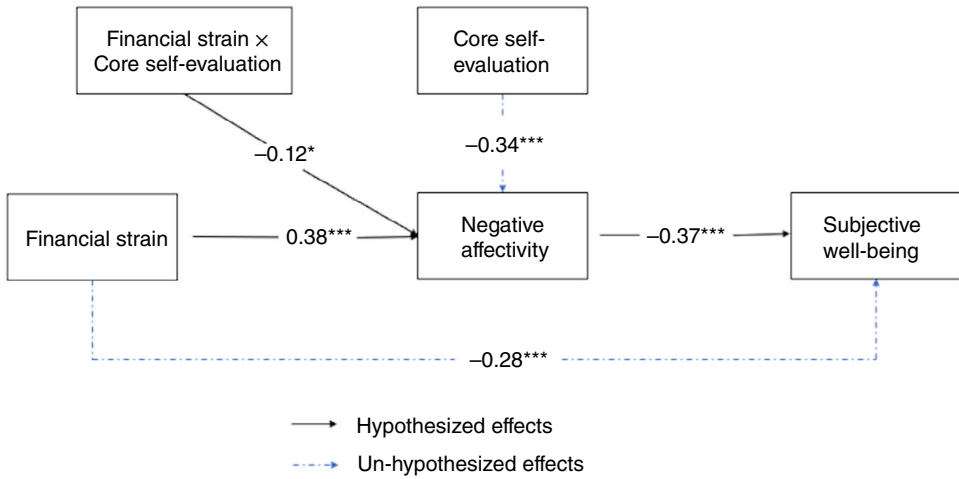 Financial strain ×
Core self-evaluation
Core self-
evaluation
–0.12*
–0.34***
Financial strain
0.38***
Negative
affectivity
–0.37***
Subjective
well-being
–0.28***
Hypothesized effects
Un-hypothesized effects